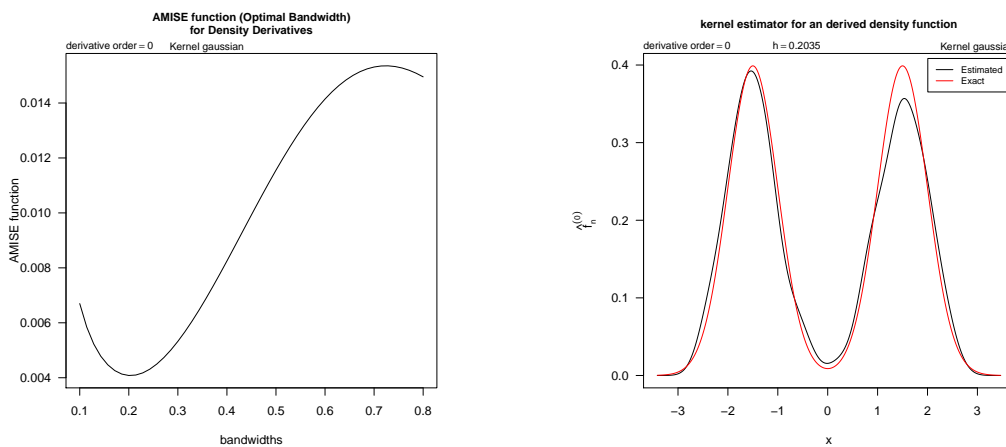 AMISE function (Optimal Bandwidth)
for Density Derivatives
derivative order = 0 Kernel gaussian
AMISE function
0.014
0.012
0.010
0.008
0.006
0.004
0.1 0.2 0.3 0.4 0.5 0.6 0.7 0.8
bandwidths
kernel estimator for an derived density function
derivative order = 0 h = 0.2035 Kernel gaussia
Estimated
Exact
f̂ₙ⁽⁰⁾
0.4
0.3
0.2
0.1
0.0
−3 −2 −1 0 1 2 3
x